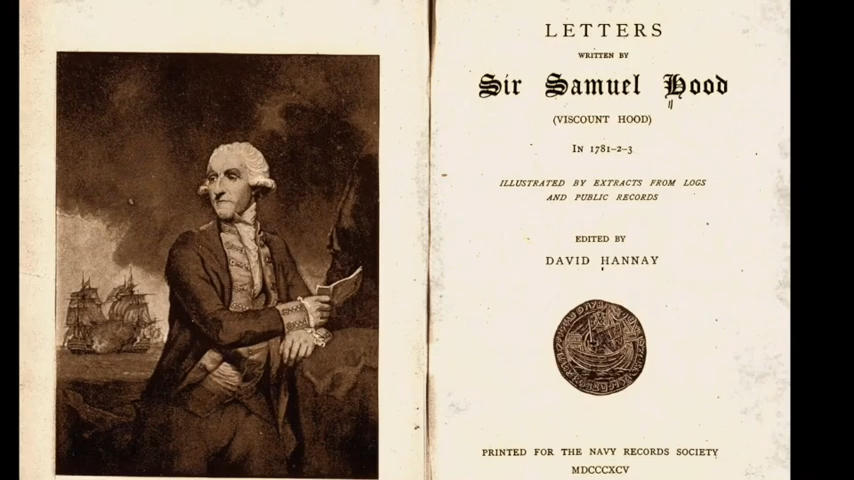 LETTERS
WRITTEN BY
Sir Samuel Hood
(VISCOUNT HOOD)
IN 1781-2-3
ILLUSTRATED BY EXTRACTS FROM LOGS
AND PUBLIC RECORDS
EDITED BY
DAVID HANNAY
PRINTED FOR THE NAVY RECORDS SOCIETY
MDCCCXCV